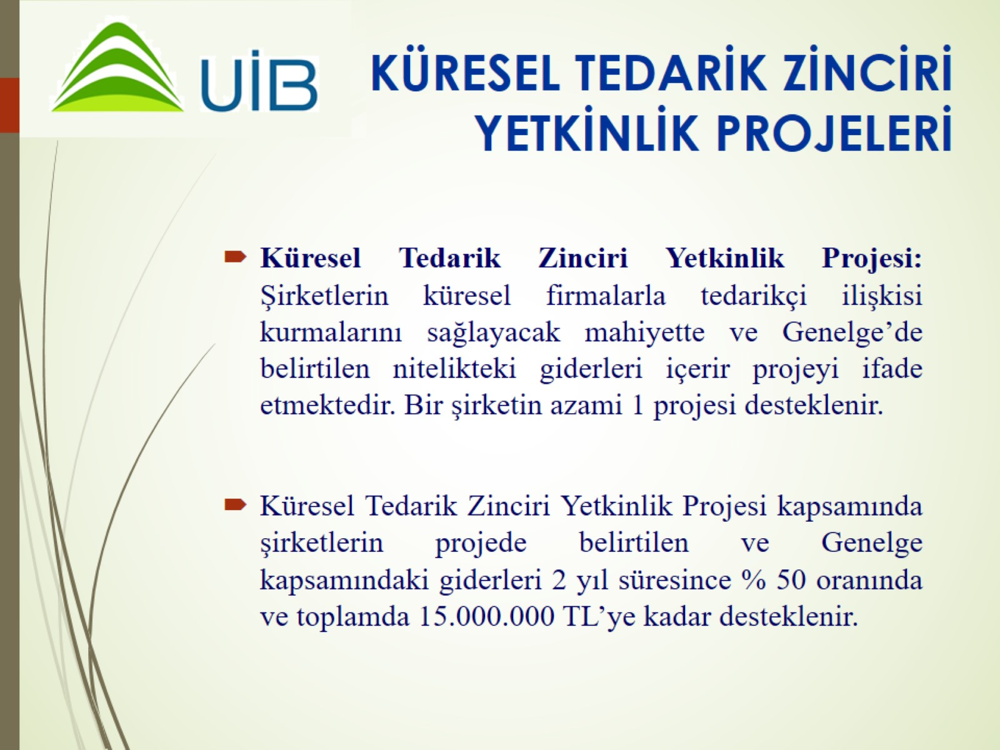 UİB
KÜRESEL TEDARİK ZİNCİRİ
YETKİNLİK PROJELERİ
Küresel Tedarik Zinciri Yetkinlik Projesi:
Şirketlerin küresel firmalarla tedarikçi ilişkisi
kurmalarını sağlayacak mahiyette ve Genelge’de
belirtilen nitelikteki giderleri içerir projeyi ifade
etmektedir. Bir şirketin azami 1 projesi desteklenir.
Küresel Tedarik Zinciri Yetkinlik Projesi kapsamında
şirketlerin projede belirtilen ve Genelge
kapsamındaki giderleri 2 yıl süresince % 50 oranında
ve toplamda 15.000.000 TL’ye kadar desteklenir.